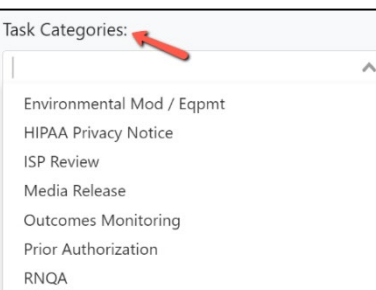 Task Categories:
Environmental Mod / Eqpmt
HIPAA Privacy Notice
ISP Review
Media Release
Outcomes Monitoring
Prior Authorization
RNQA